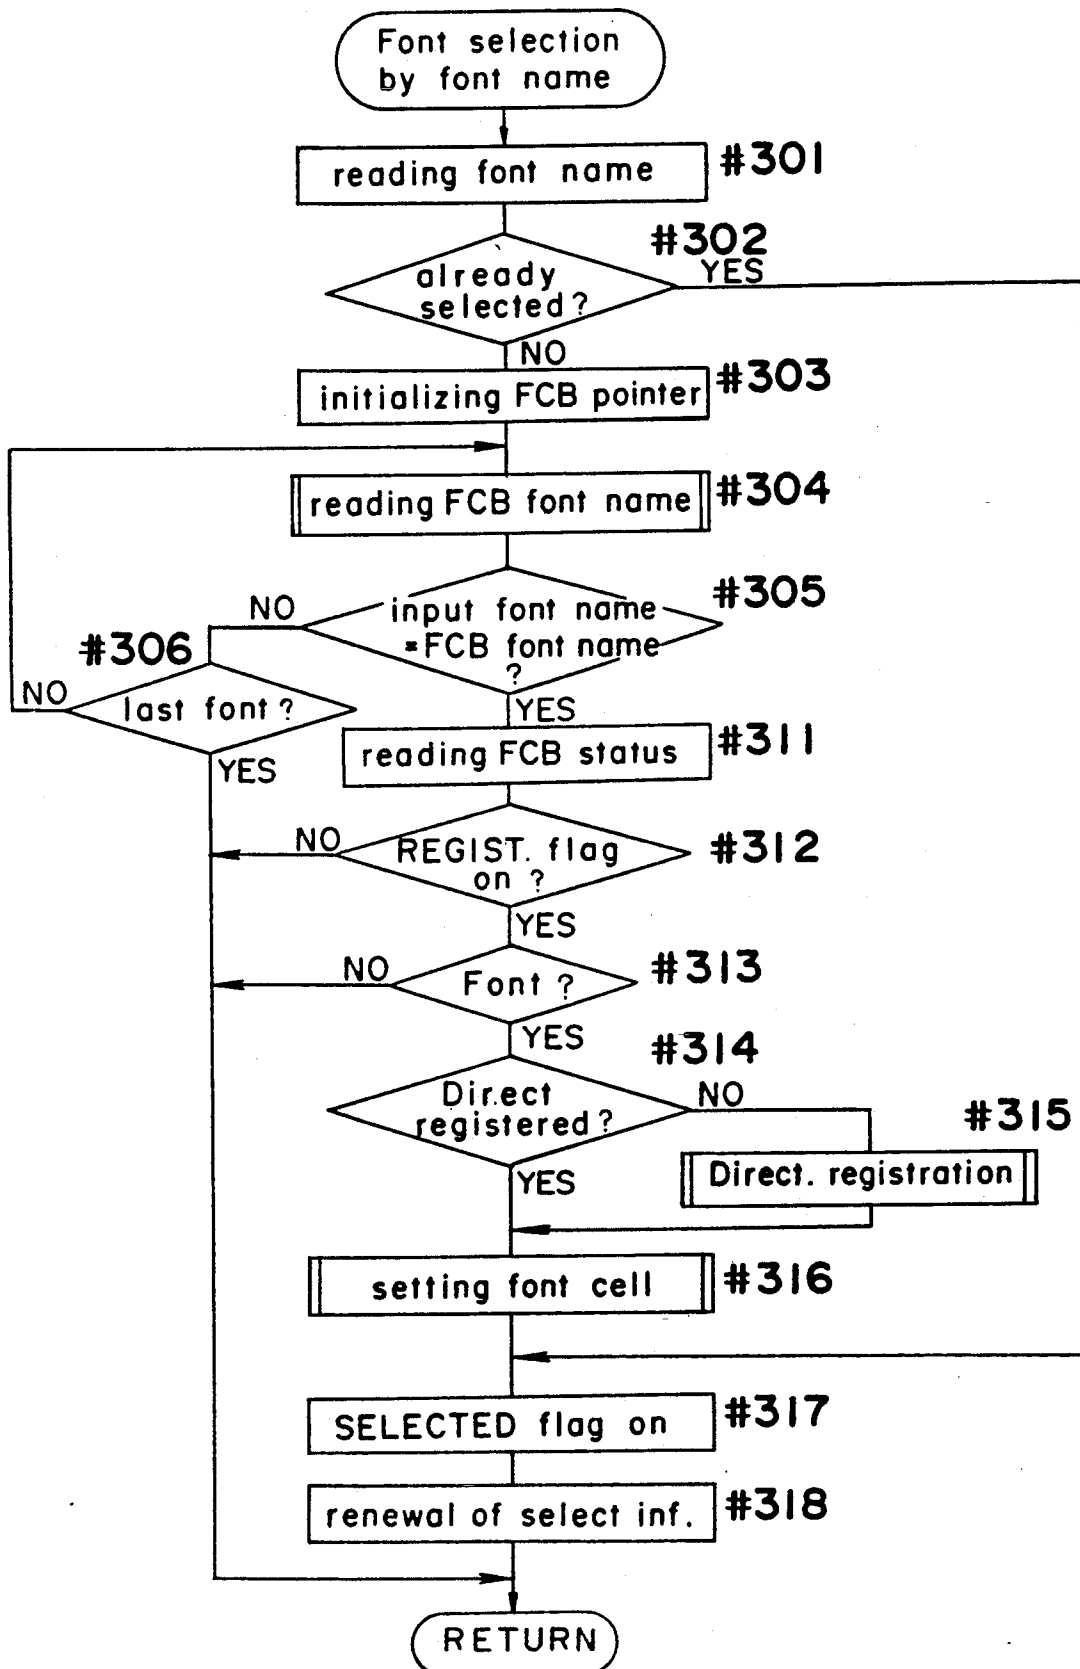 Font selection
by font name
reading font name
#301
#302
already
selected?
YES
NO
initializing FCB pointer
#303
reading FCB font name
#304
#305
input font name
=FCB font name
?
NO
#306
last font?
NO
YES
YES
reading FCB status
#311
REGIST. flag
on ?
NO
#312
YES
Font ?
NO
#313
YES
#314
Direct
registered?
NO
YES
#315
Direct. registration
setting font cell
#316
SELECTED flag on
#317
renewal of select inf.
#318
RETURN